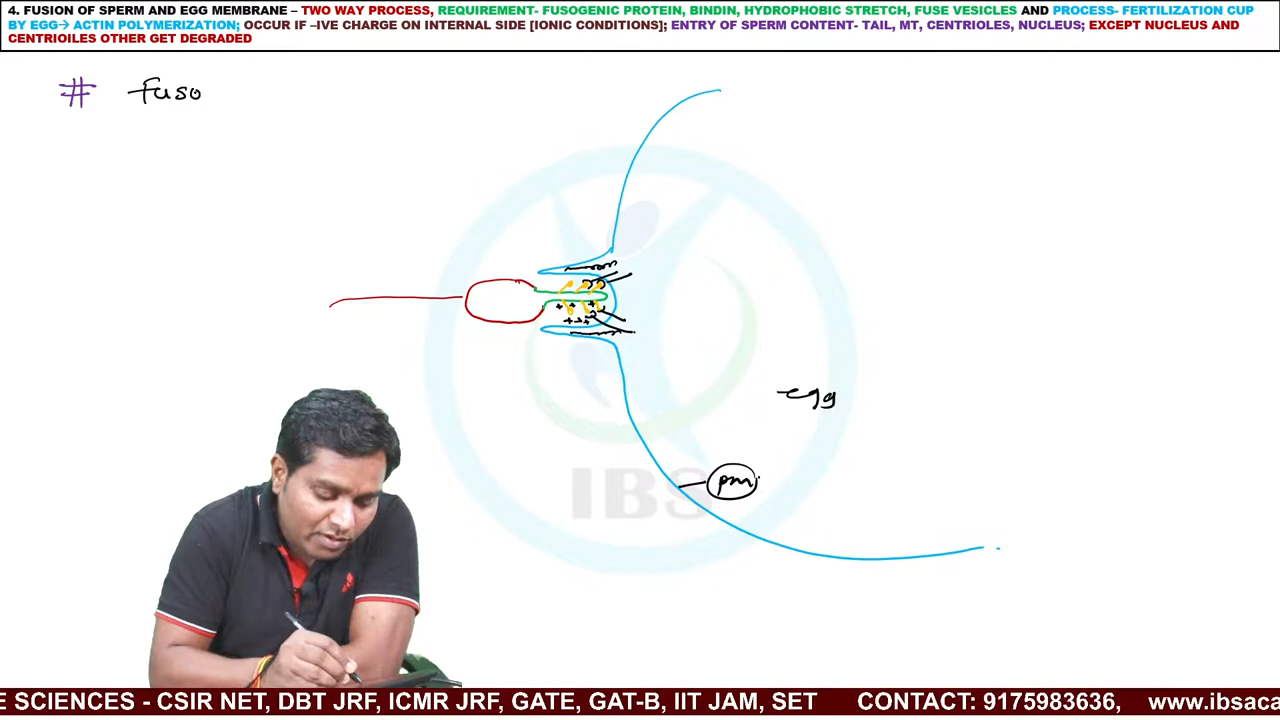 4. FUSION OF SPERM AND EGG MEMBRANE – TWO WAY PROCESS, REQUIREMENT- FUSOGENIC PROTEIN, BINDIN, HYDROPHOBIC STRETCH, FUSE VESICLES AND PROCESS- FERTILIZATION CUP
BY EGG→ ACTIN POLYMERIZATION; OCCUR IF –IVE CHARGE ON INTERNAL SIDE [IONIC CONDITIONS]; ENTRY OF SPERM CONTENT- TAIL, MT, CENTRIOLES, NUCLEUS; EXCEPT NUCLEUS AND
CENTRIOILES OTHER GET DEGRADED
# fuso
egg
pm
IBS
E SCIENCES - CSIR NET, DBT JRF, ICMR JRF, GATE, GAT-B, IIT JAM, SET CONTACT: 9175983636, www.ibsaca